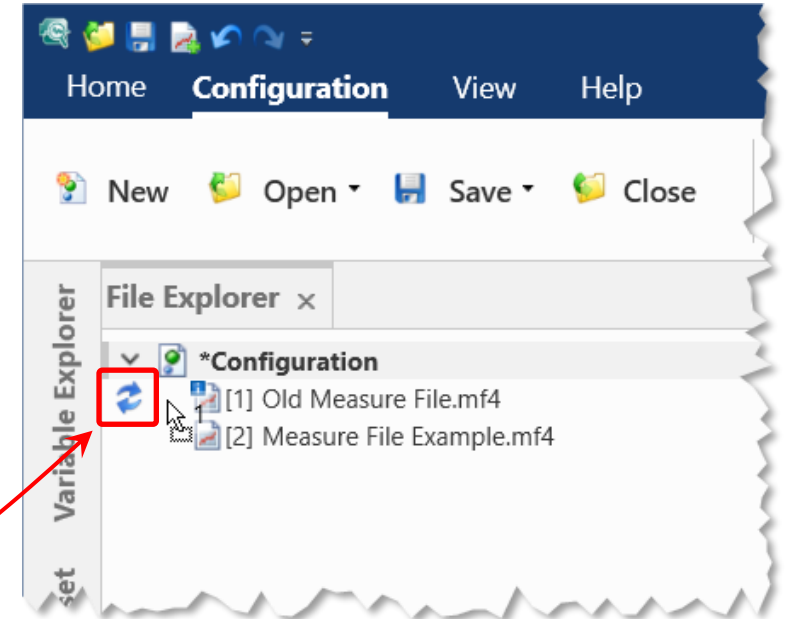 Home Configuration View Help
New Open Save Close
Variable Explorer
File Explorer
*Configuration
[1] Old Measure File.mf4
1
[2] Measure File Example.mf4